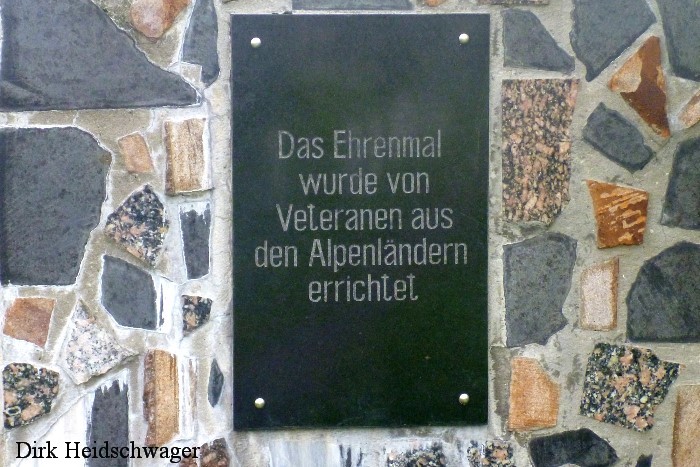 Das Ehrenmal
wurde von
Veteranen aus
den Alpenländern
errichtet
Dirk Heidschwager